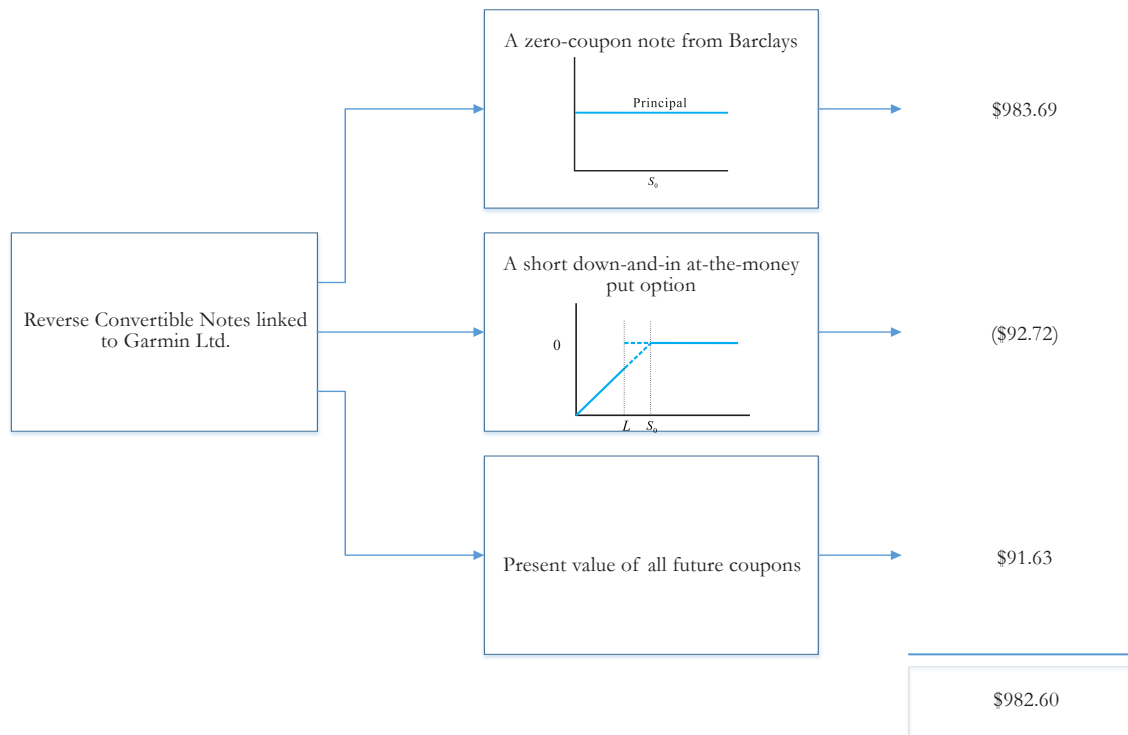 A zero-coupon note from Barclays
Principal
S₀
$983.69
Reverse Convertible Notes linked
to Garmin Ltd.
A short down-and-in at-the-money
put option
0
L S₀
($92.72)
Present value of all future coupons
$91.63
$982.60